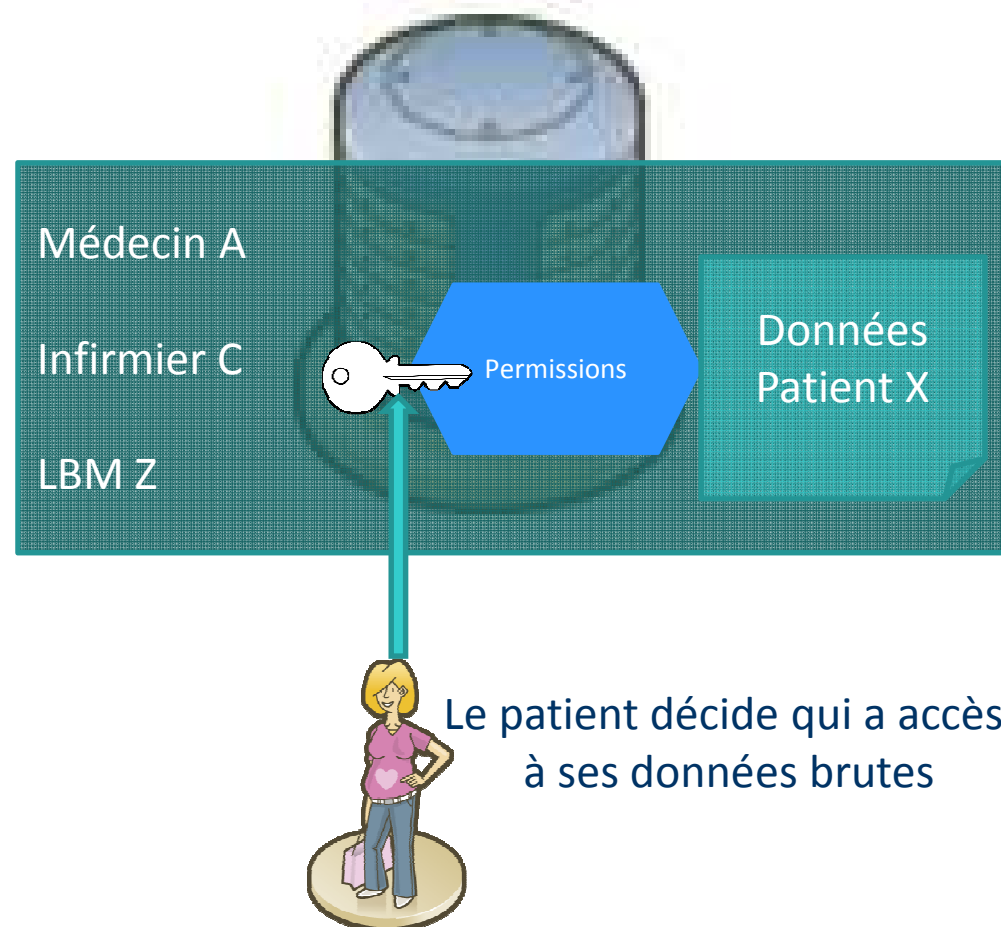 Médecin A
Infirmier C
LBM Z
Permissions
Données
Patient X
Le patient décide qui a accès
à ses données brutes